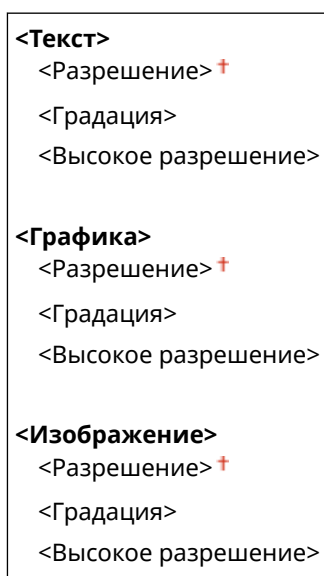 <Текст>
<Разрешение> †
<Градация>
<Высокое разрешение>
<Графика>
<Разрешение> †
<Градация>
<Высокое разрешение>
<Изображение>
<Разрешение> †
<Градация>
<Высокое разрешение>